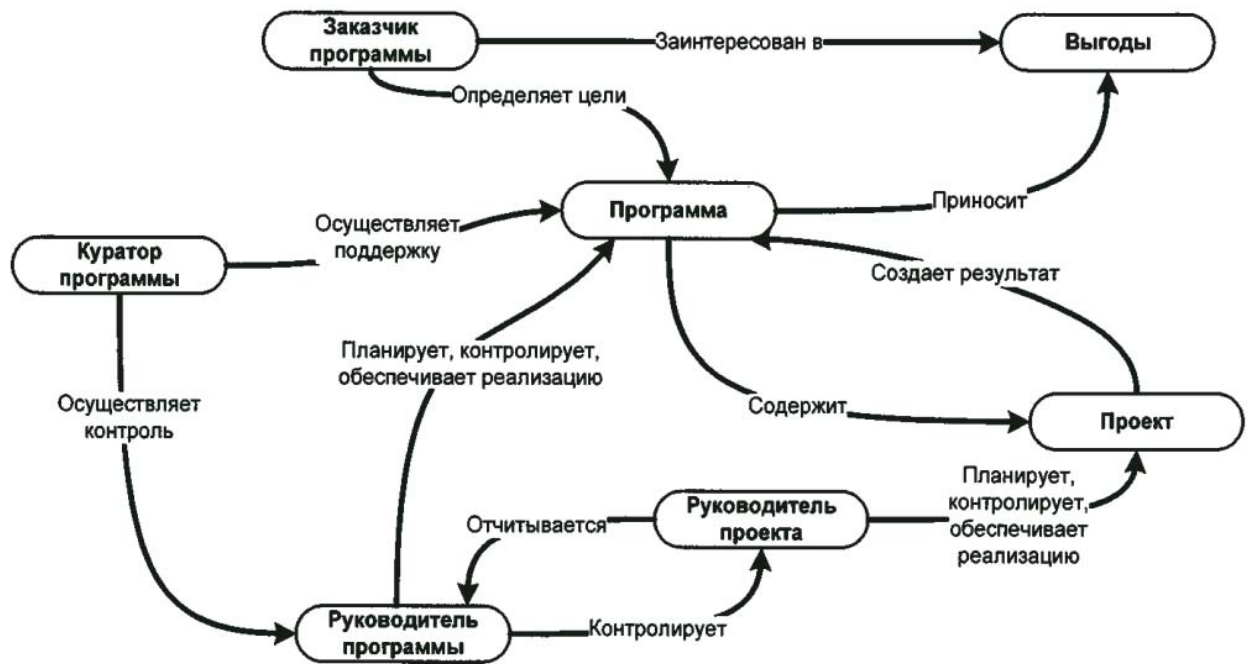 Заказчик
программы
Заинтересован в
Выгоды
Определяет цели
Программа
Приносит
Осуществляет
поддержку
Куратор
программы
Создает результат
Планирует, контролирует,
обеспечивает реализацию
Осуществляет
контроль
Содержит
Проект
Планирует,
контролирует,
обеспечивает
реализацию
Руководитель
проекта
Отчитывается
Руководитель
программы
Контролирует